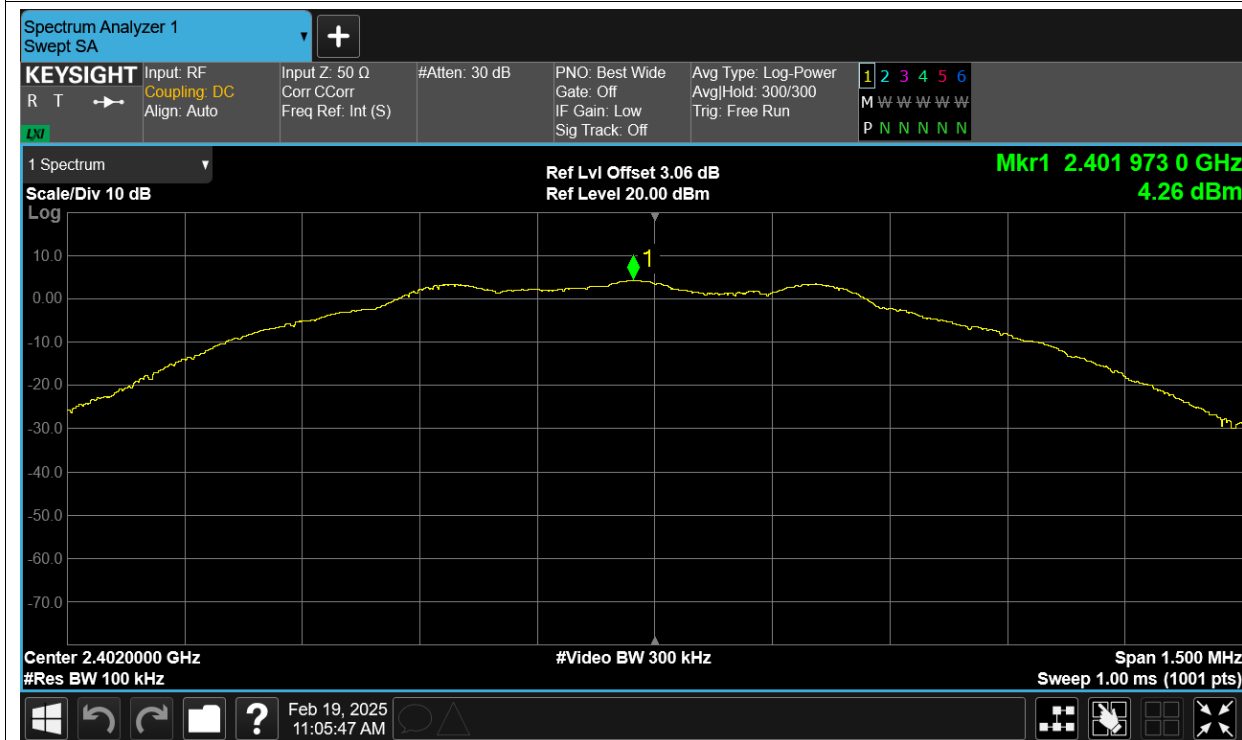 Spectrum Analyzer 1
Swept SA
KEYSIGHT
R T
LXI
Input: RF
Coupling: DC
Align: Auto
Input Z: 50 Ω
Corr CCorr
Freq Ref: Int (S)
#Atten: 30 dB
PNO: Best Wide
Gate: Off
IF Gain: Low
Sig Track: Off
Avg Type: Log-Power
Avg|Hold: 300/300
Trig: Free Run
1 2 3 4 5 6
M W W W W W
P N N N N N
1 Spectrum
Scale/Div 10 dB
Log
Ref Lvl Offset 3.06 dB
Ref Level 20.00 dBm
Mkr1 2.401 973 0 GHz
4.26 dBm
1
10.0
0.00
-10.0
-20.0
-30.0
-40.0
-50.0
-60.0
-70.0
Center 2.4020000 GHz
#Res BW 100 kHz
#Video BW 300 kHz
Span 1.500 MHz
Sweep 1.00 ms (1001 pts)
?
Feb 19, 2025
11:05:47 AM